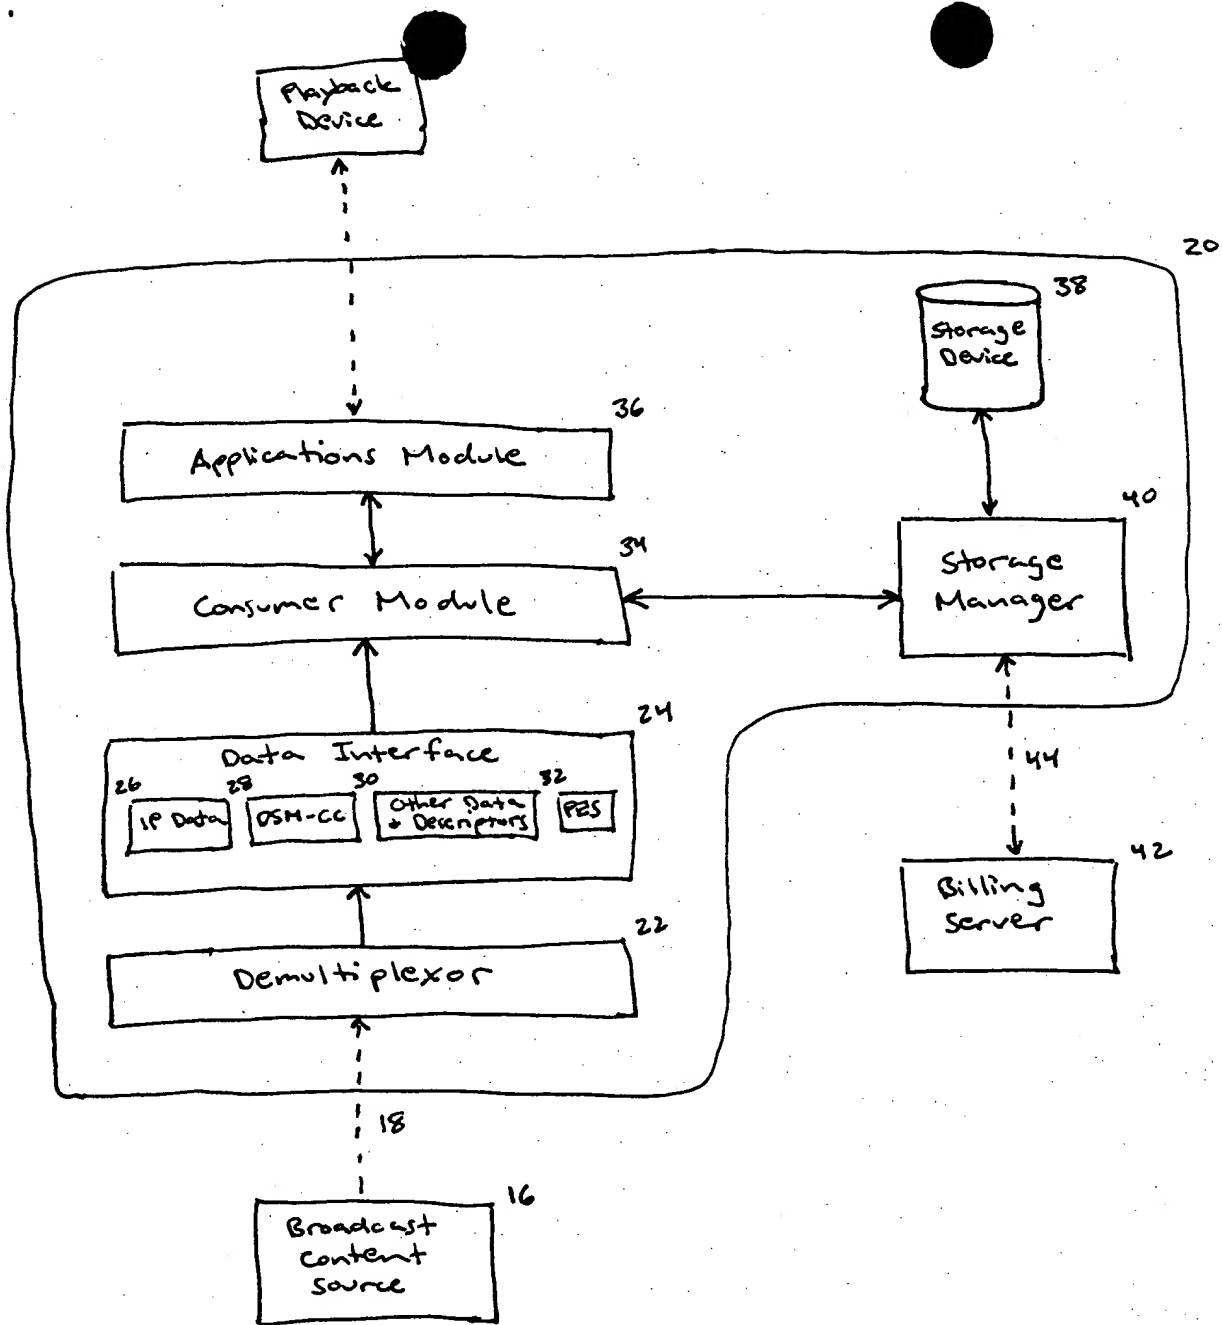 Playback
Device
20
38
Storage
Device
36
Applications Module
40
34
Storage
Manager
Consumer Module
24
Data Interface
26
28
30
32
IP Data
DSM-CC
Other Data
+ Descriptors
PES
44
42
Billing
Server
22
Demultiplexor
18
16
Broadcast
Content
Source